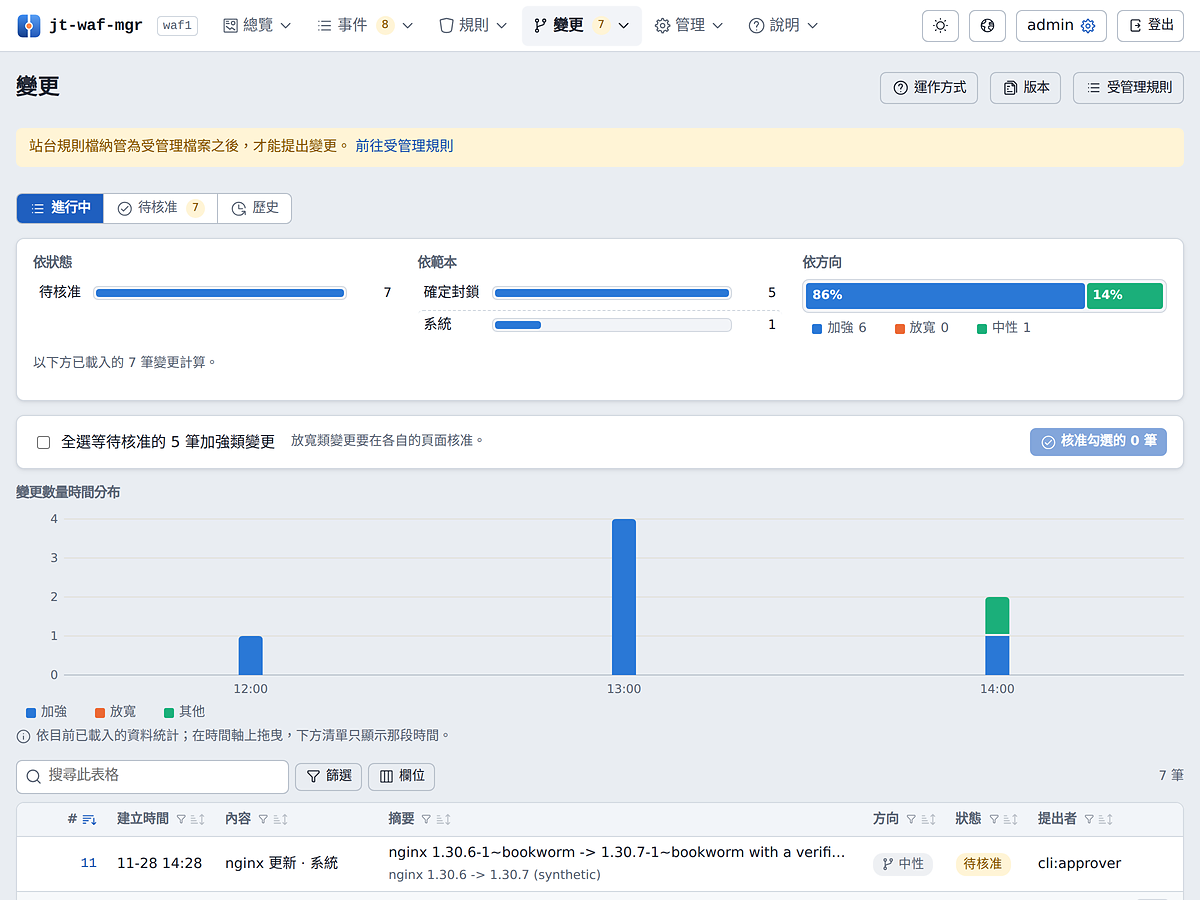 jt-waf-mgr waf1 總覽 事件 8 規則 變更 7 管理 說明 admin 登出
變更 運作方式 版本 受管理規則
站台規則檔納管為受管理檔案之後，才能提出變更。 前往受管理規則
進行中 待核准 7 歷史
依狀態 依範本 依方向
待核准 7 確定封鎖 5 86% 14%
系統 1 加強 6 放寬 0 中性 1
以下方已載入的 7 筆變更計算。
全選等待核准的 5 筆加強類變更 放寬類變更要在各自的頁面核准。 核准勾選的 0 筆
變更數量時間分布
4
3
2
1
0
12:00 13:00 14:00
加強 放寬 其他
依目前已載入的資料統計；在時間軸上拖曳，下方清單只顯示那段時間。
搜尋此表格 篩選 欄位 7 筆
# 建立時間 內容 摘要 方向 狀態 提出者
11 11-28 14:28 nginx 更新 · 系統 nginx 1.30.6-1~bookworm -> 1.30.7-1~bookworm with a verifi… 中性 待核准 cli:approver
nginx 1.30.6 -> 1.30.7 (synthetic)